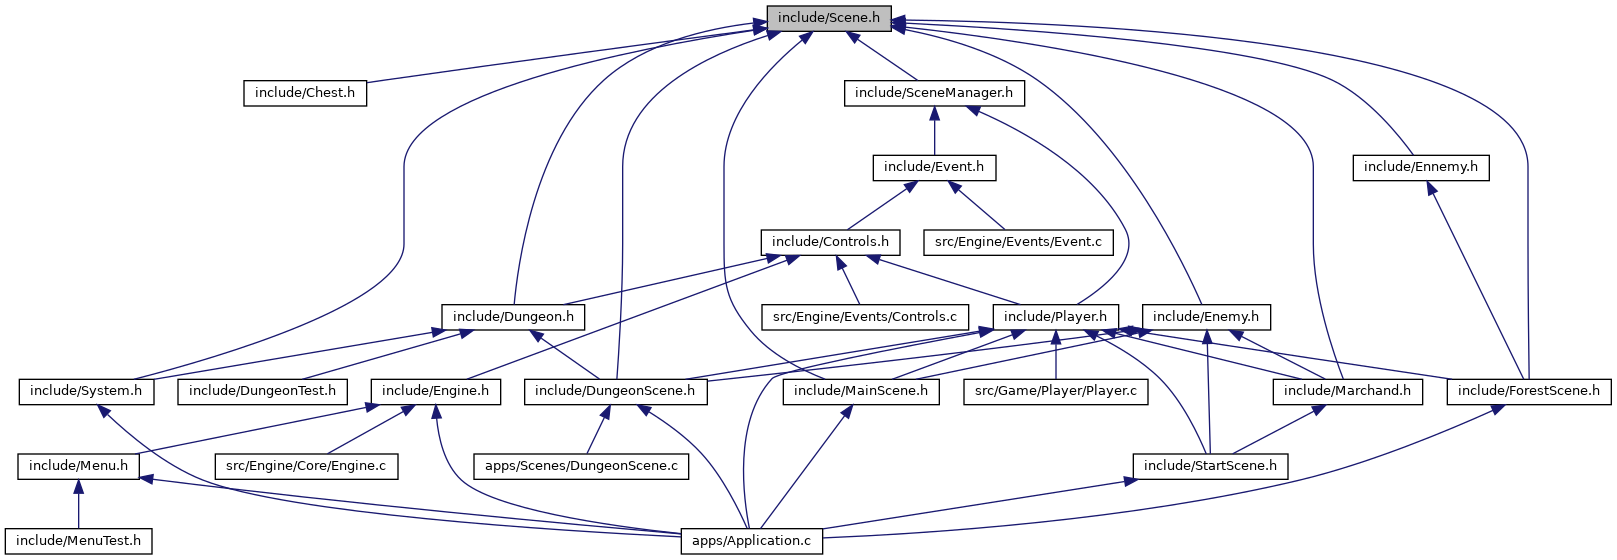 include/Scene.h
include/Chest.h
include/SceneManager.h
include/Event.h
include/Ennemy.h
include/Controls.h
src/Engine/Events/Event.c
include/Dungeon.h
src/Engine/Events/Controls.c
include/Player.h
include/Enemy.h
include/System.h
include/DungeonTest.h
include/Engine.h
include/DungeonScene.h
include/MainScene.h
src/Game/Player/Player.c
include/Marchand.h
include/ForestScene.h
include/Menu.h
src/Engine/Core/Engine.c
apps/Scenes/DungeonScene.c
include/StartScene.h
include/MenuTest.h
apps/Application.c